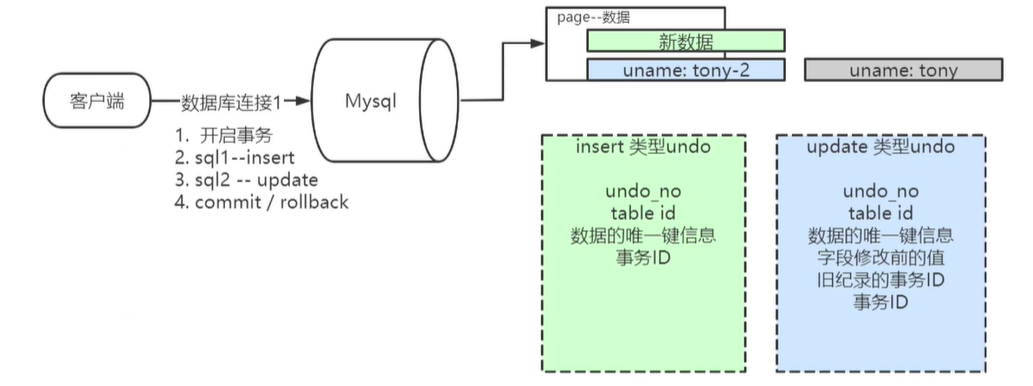 page--数据
新数据
uname: tony-2
uname: tony
客户端
数据库连接1
Mysql
1. 开启事务
2. sql1--insert
3. sql2 -- update
4. commit / rollback
insert 类型undo
undo_no
table id
数据的唯一键信息
事务ID
update 类型undo
undo_no
table id
数据的唯一键信息
字段修改前的值
旧纪录的事务ID
事务ID